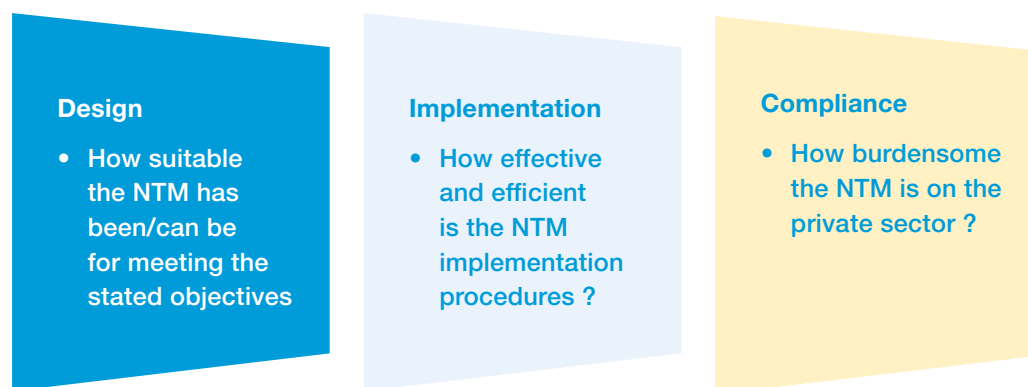 Design
• How suitable
the NTM has
been/can be
for meeting the
stated objectives
Implementation
• How effective
and efficient
is the NTM
implementation
procedures ?
Compliance
• How burdensome
the NTM is on the
private sector ?